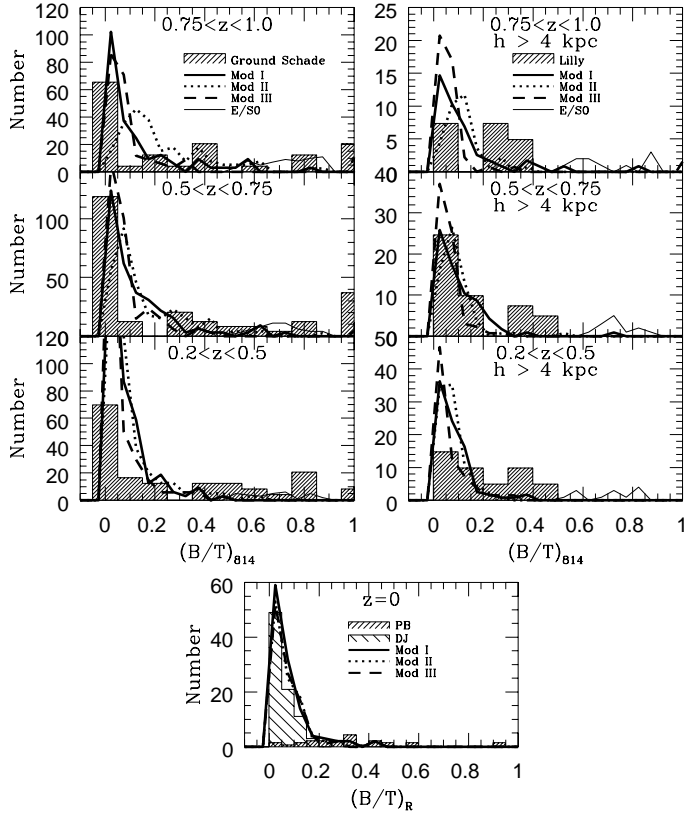 0.75<z<1.0
Ground Schade
Mod I
Mod II
Mod III
E/S0
Number
120
100
80
60
40
20
0
0.75<z<1.0
h > 4 kpc
Lilly
Mod I
Mod II
Mod III
E/S0
25
20
15
10
5
40
0.5<z<0.75
Number
100
50
120
0.5<z<0.75
h > 4 kpc
30
20
10
50
0.2<z<0.5
Number
100
80
60
40
20
0
0 0.2 0.4 0.6 0.8 1
(B/T)814
0.2<z<0.5
h > 4 kpc
40
30
20
10
0
0 0.2 0.4 0.6 0.8 1
(B/T)814
z=0
PB
DJ
Mod I
Mod II
Mod III
Number
60
40
20
0
0 0.2 0.4 0.6 0.8 1
(B/T)R